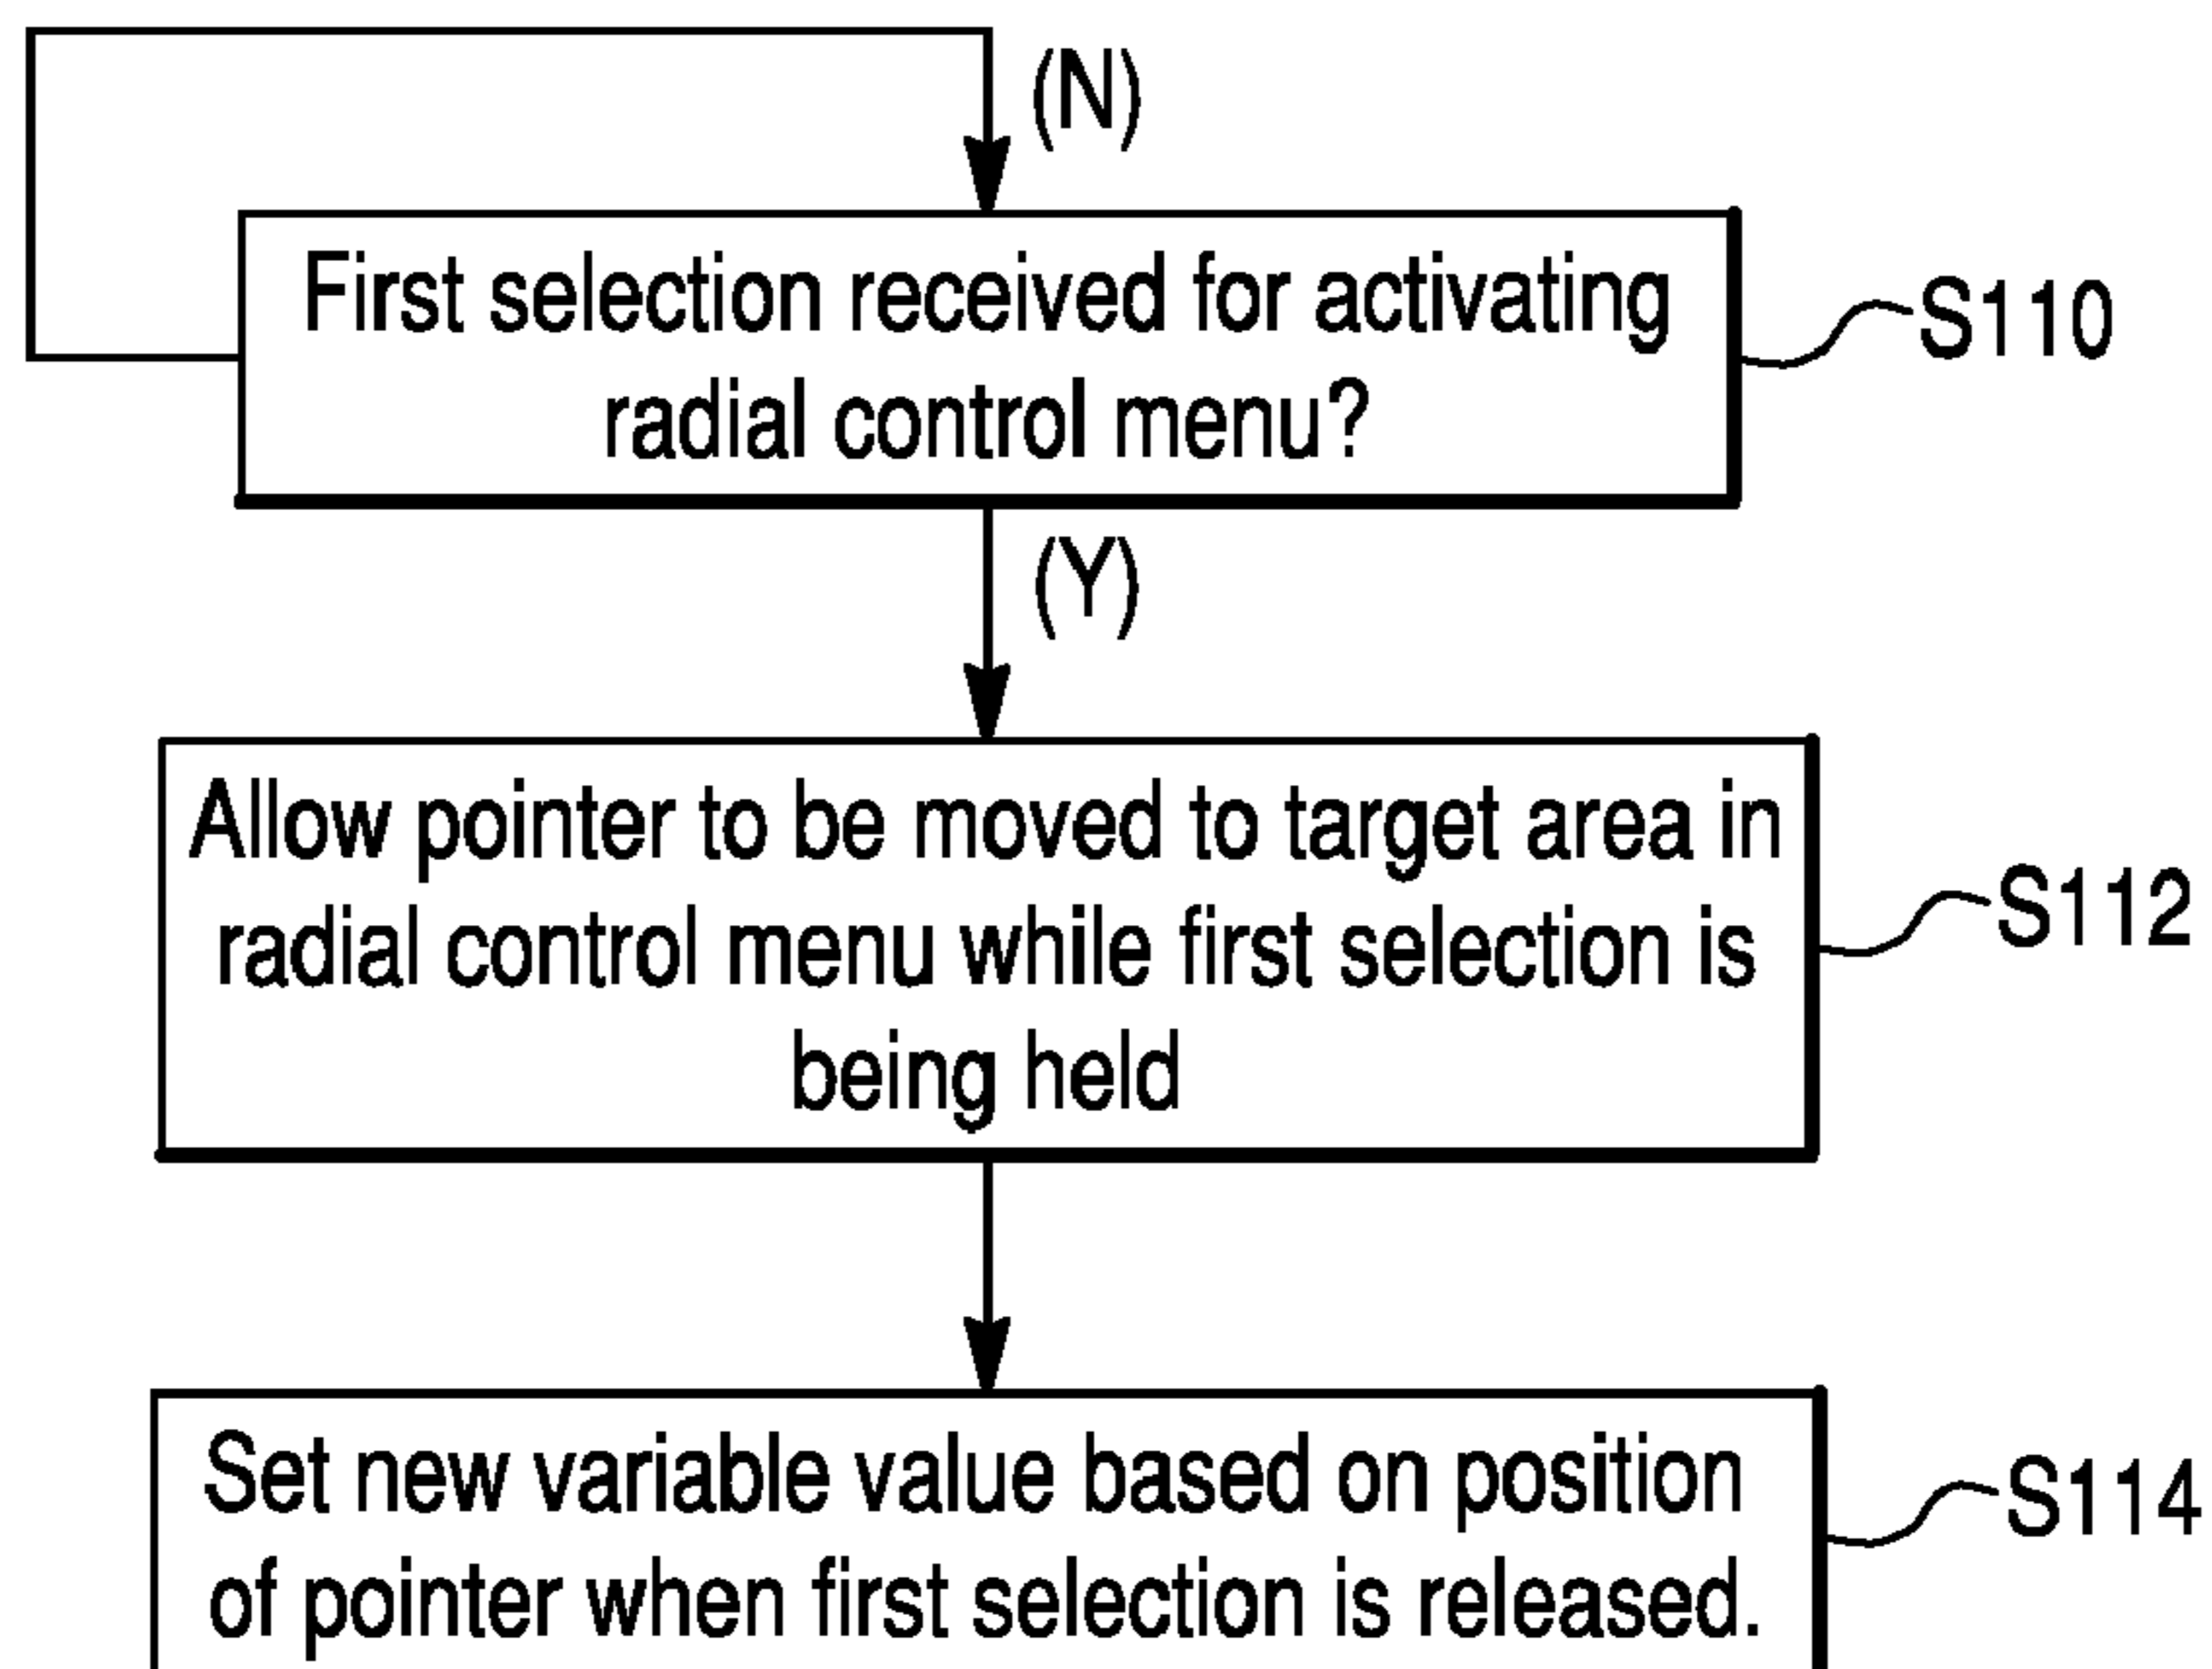 (N)
First selection received for activating
radial control menu?
S110
(Y)
Allow pointer to be moved to target area in
radial control menu while first selection is
being held
S112
Set new variable value based on position
of pointer when first selection is released.
S114